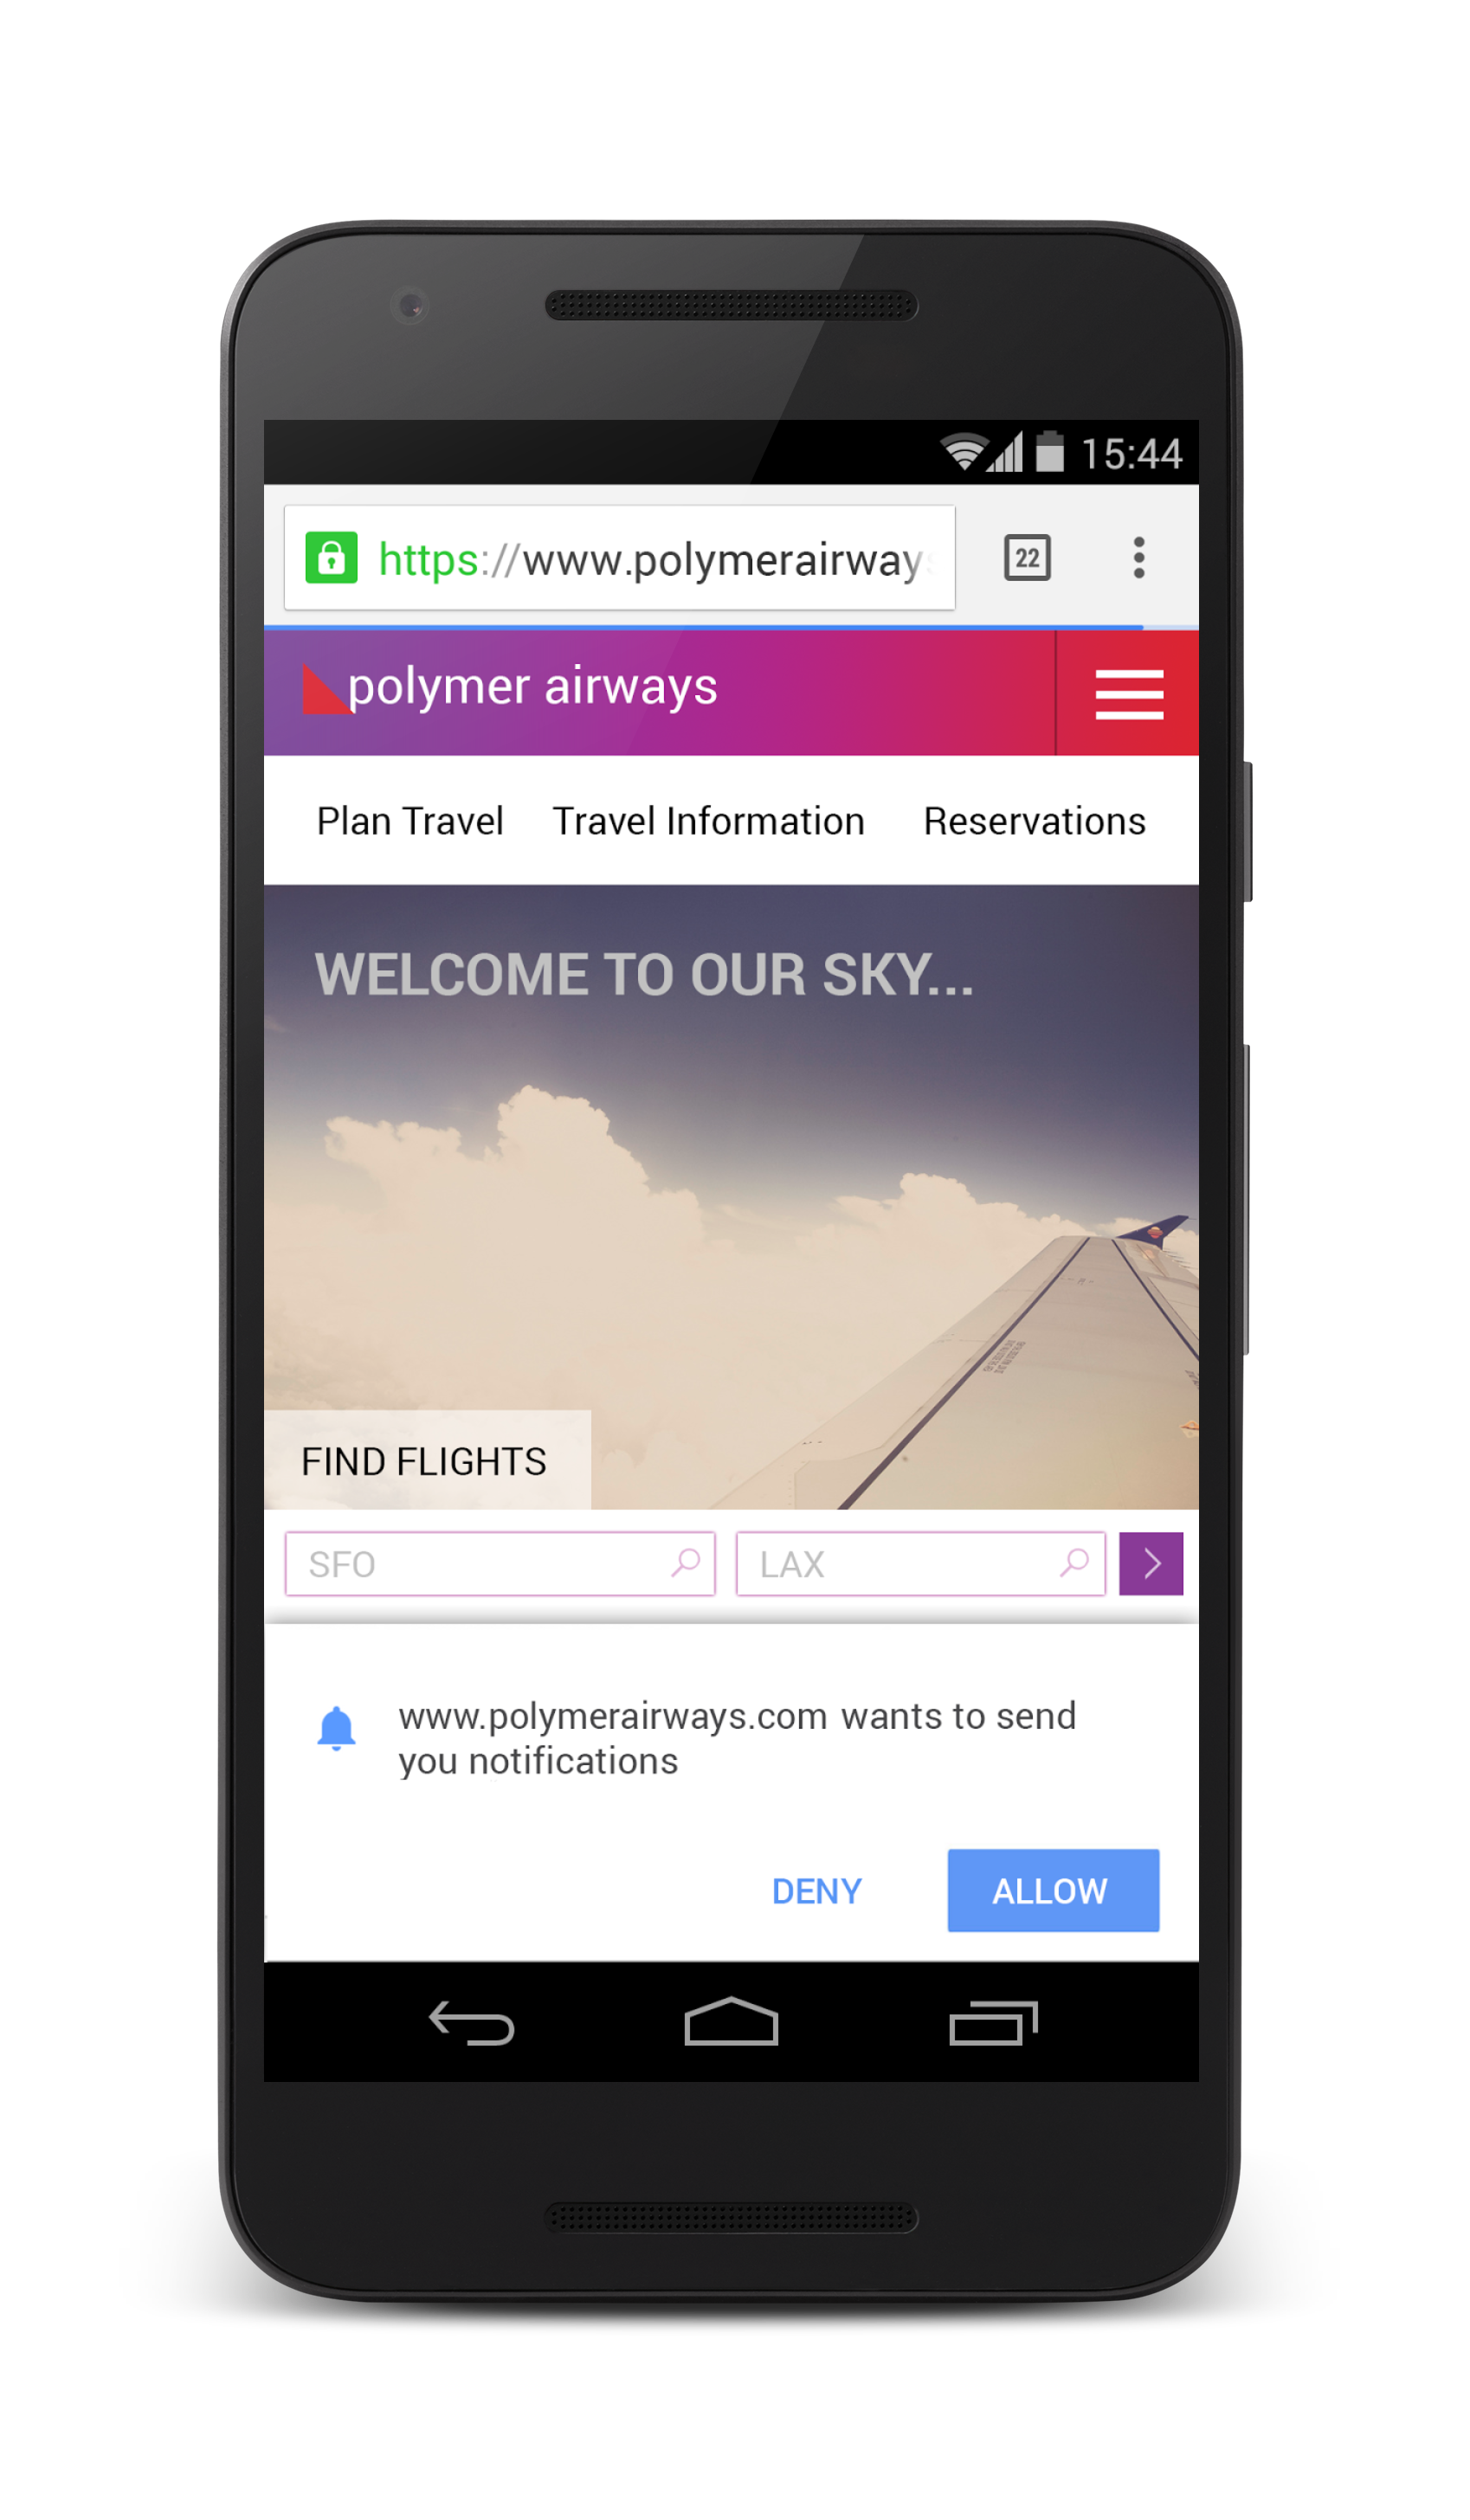 15:44
https://www.polymerairways
22
polymer airways
Plan Travel Travel Information Reservations
WELCOME TO OUR SKY...
FIND FLIGHTS
SFO LAX
www.polymerairways.com wants to send
you notifications
DENY ALLOW